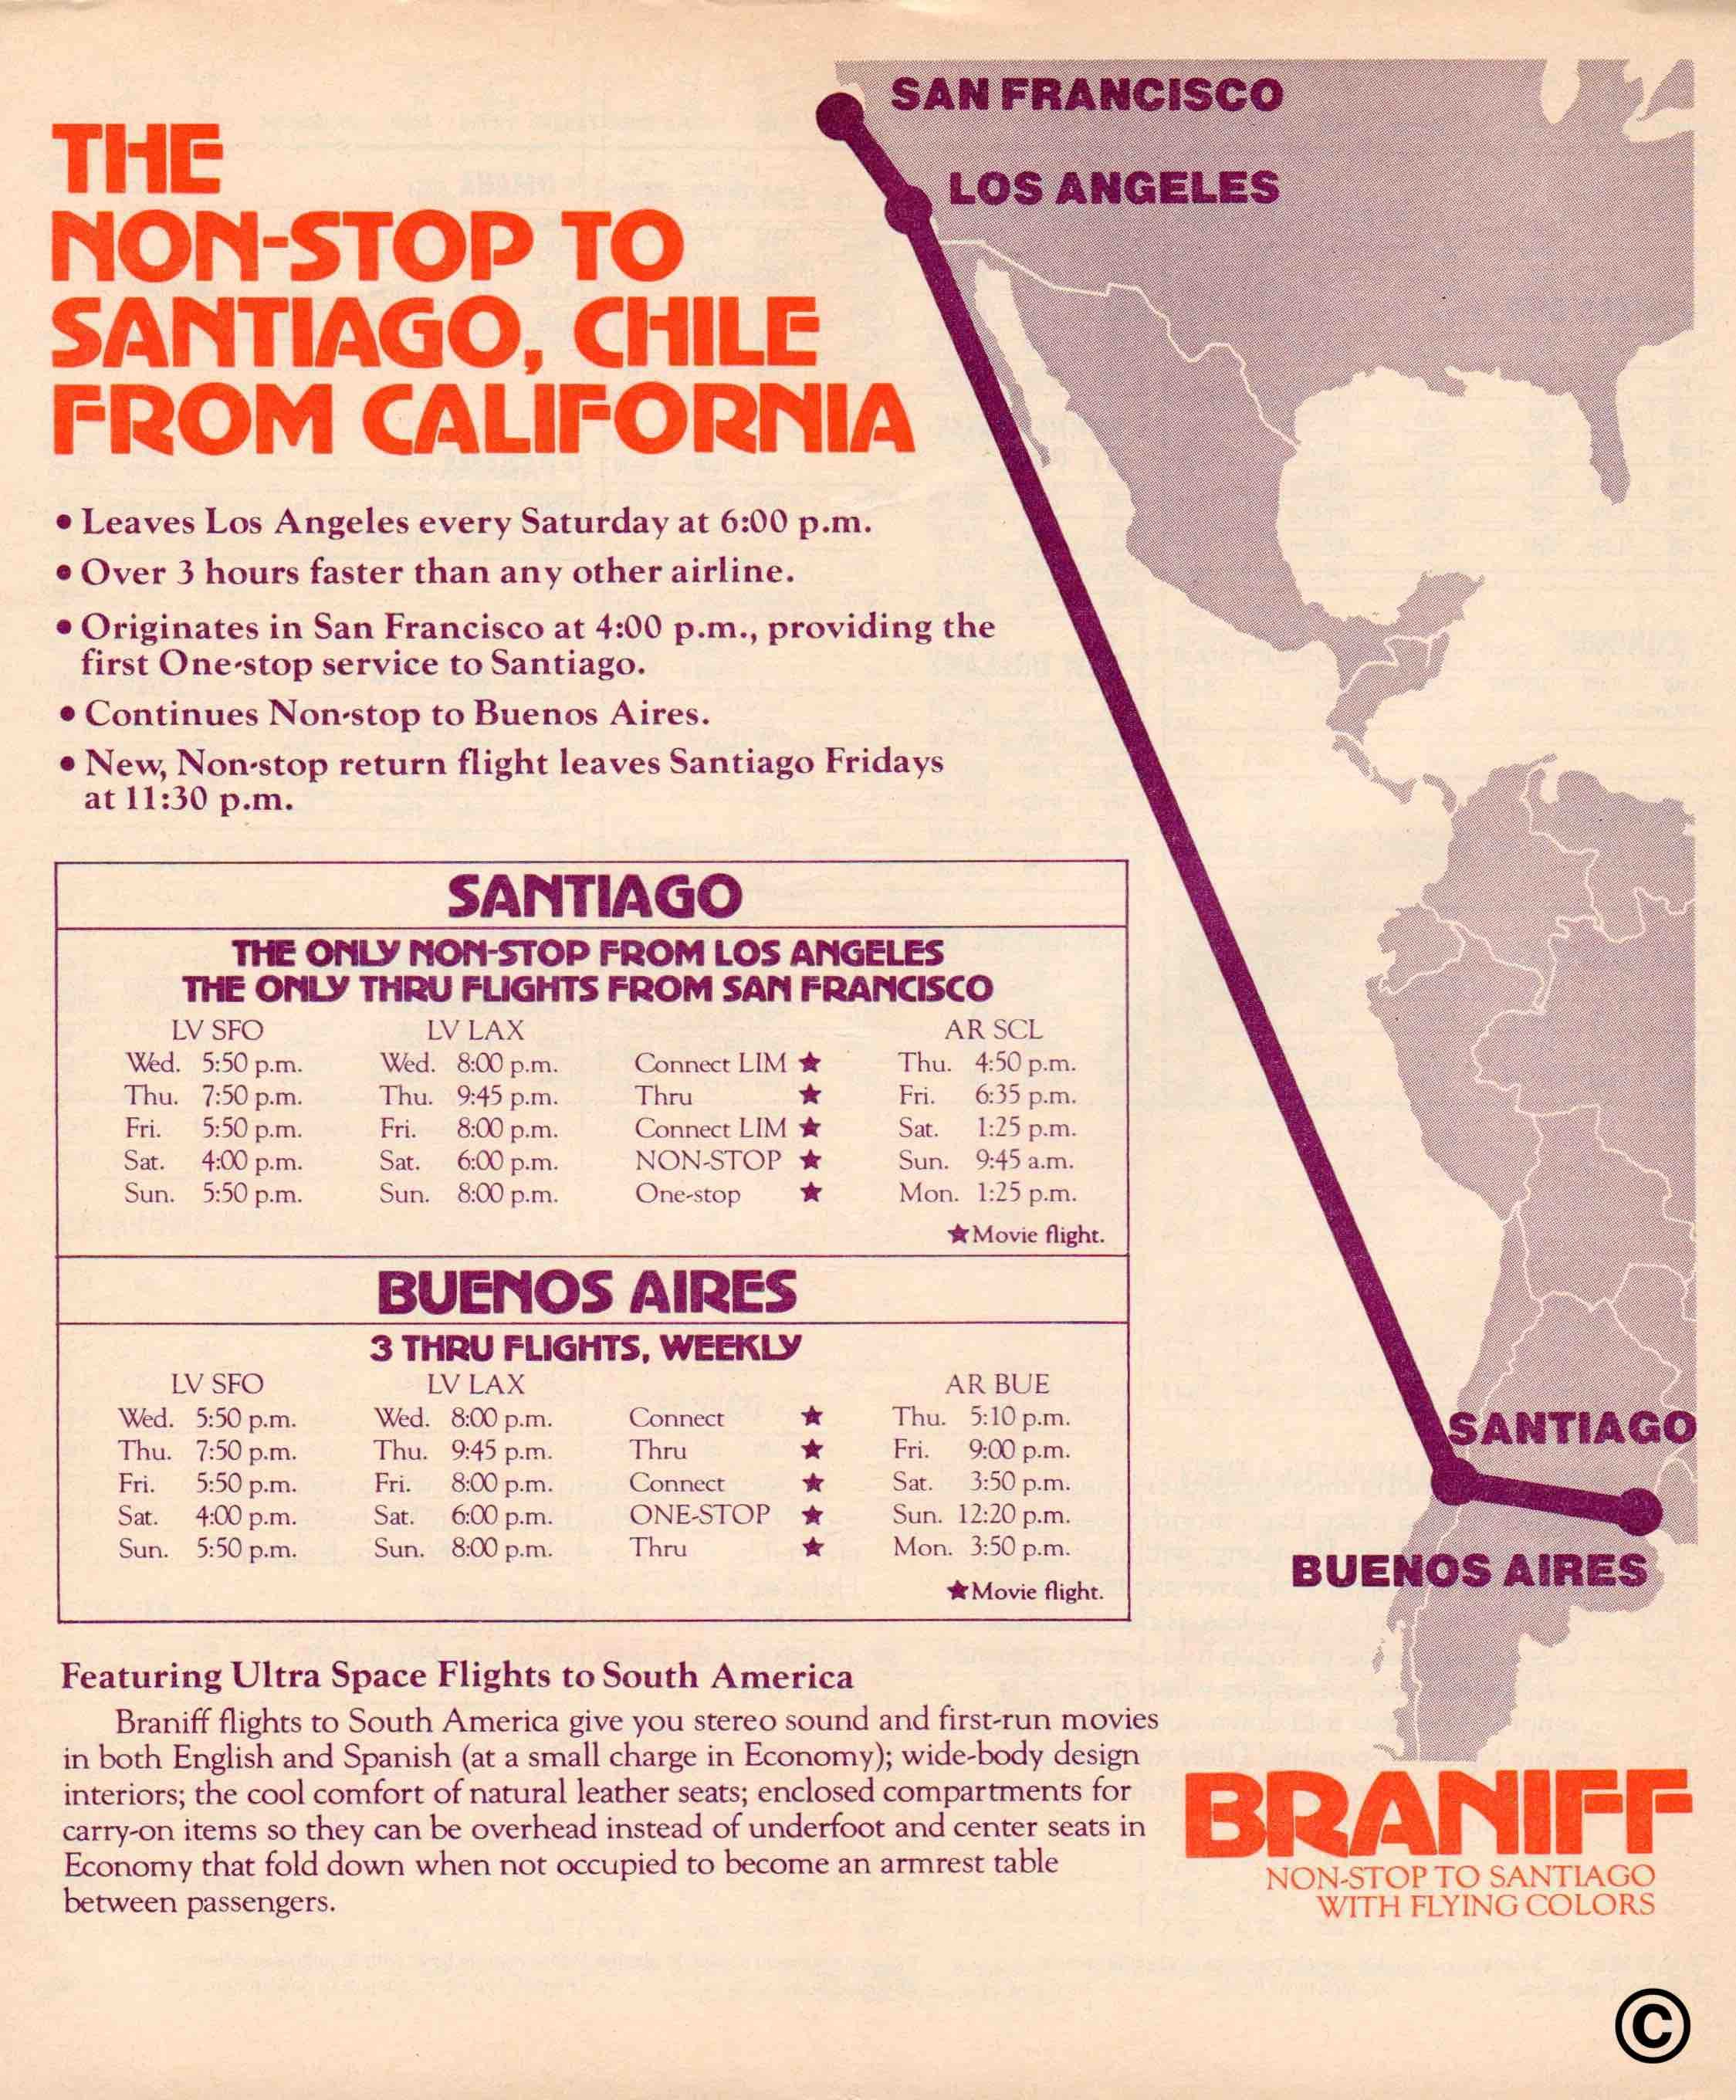 THE
NON-STOP TO
SANTIAGO, CHILE
FROM CALIFORNIA
• Leaves Los Angeles every Saturday at 6:00 p.m.
• Over 3 hours faster than any other airline.
• Originates in San Francisco at 4:00 p.m., providing the
first One-stop service to Santiago.
• Continues Non-stop to Buenos Aires.
• New, Non-stop return flight leaves Santiago Fridays
at 11:30 p.m.
SAN FRANCISCO
LOS ANGELES
SANTIAGO
BUENOS AIRES
SANTIAGO
THE ONLY NON-STOP FROM LOS ANGELES
THE ONLY THRU FLIGHTS FROM SAN FRANCISCO
LV SFO LV LAX AR SCL
Wed. 5:50 p.m. Wed. 8:00 p.m. Connect LIM ★ Thu. 4:50 p.m.
Thu. 7:50 p.m. Thu. 9:45 p.m. Thru ★ Fri. 6:35 p.m.
Fri. 5:50 p.m. Fri. 8:00 p.m. Connect LIM ★ Sat. 1:25 p.m.
Sat. 4:00 p.m. Sat. 6:00 p.m. NON-STOP ★ Sun. 9:45 a.m.
Sun. 5:50 p.m. Sun. 8:00 p.m. One-stop ★ Mon. 1:25 p.m.
★Movie flight.
BUENOS AIRES
3 THRU FLIGHTS, WEEKLY
LV SFO LV LAX AR BUE
Wed. 5:50 p.m. Wed. 8:00 p.m. Connect ★ Thu. 5:10 p.m.
Thu. 7:50 p.m. Thu. 9:45 p.m. Thru ★ Fri. 9:00 p.m.
Fri. 5:50 p.m. Fri. 8:00 p.m. Connect ★ Sat. 3:50 p.m.
Sat. 4:00 p.m. Sat. 6:00 p.m. ONE-STOP ★ Sun. 12:20 p.m.
Sun. 5:50 p.m. Sun. 8:00 p.m. Thru ★ Mon. 3:50 p.m.
★Movie flight.
Featuring Ultra Space Flights to South America
Braniff flights to South America give you stereo sound and first-run movies
in both English and Spanish (at a small charge in Economy); wide-body design
interiors; the cool comfort of natural leather seats; enclosed compartments for
carry-on items so they can be overhead instead of underfoot and center seats in
Economy that fold down when not occupied to become an armrest table
between passengers.
BRANIFF
NON-STOP TO SANTIAGO
WITH FLYING COLORS
©